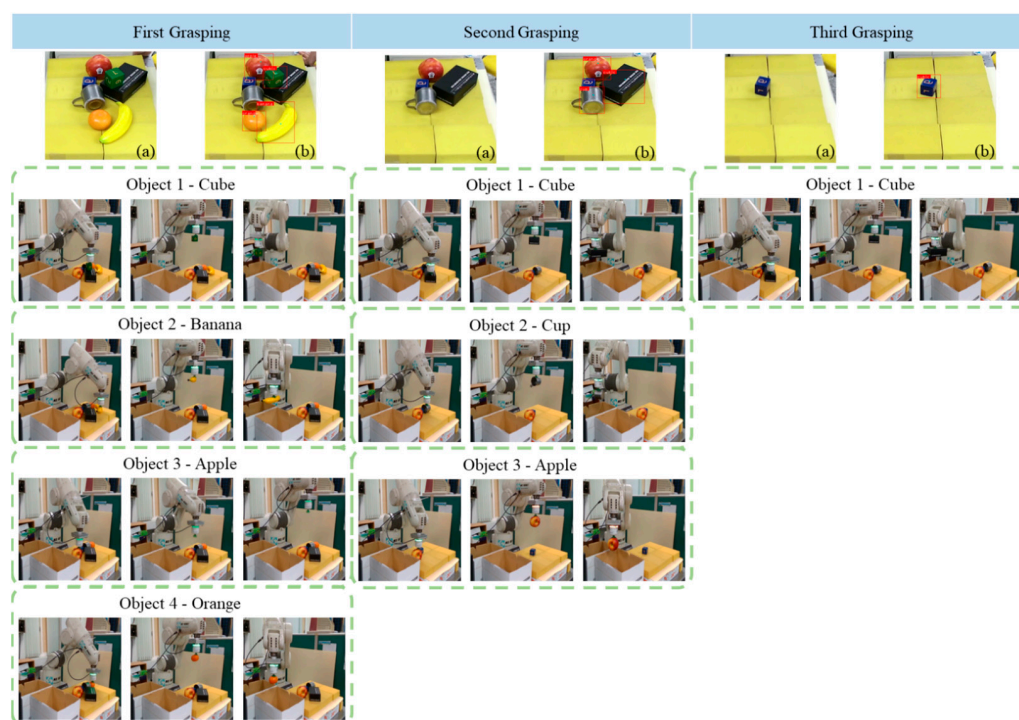 First Grasping
Second Grasping
Third Grasping
(a)
(b)
(a)
(b)
(a)
(b)
Object 1 - Cube
Object 1 - Cube
Object 1 - Cube
Object 2 - Banana
Object 2 - Cup
Object 3 - Apple
Object 3 - Apple
Object 4 - Orange